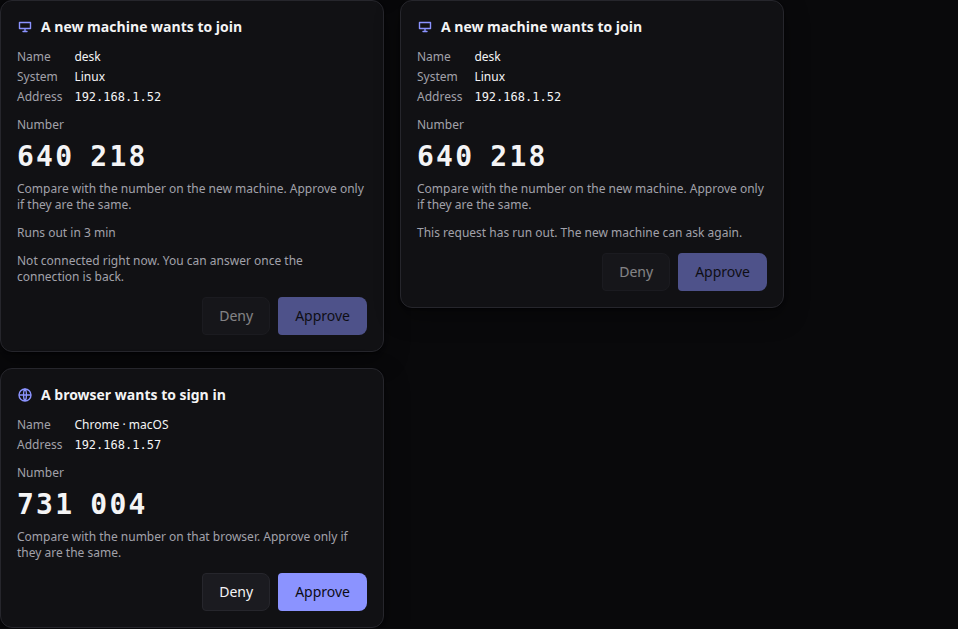 A new machine wants to join
Name desk
System Linux
Address 192.168.1.52
Number
640 218
Compare with the number on the new machine. Approve only
if they are the same.
Runs out in 3 min
Not connected right now. You can answer once the
connection is back.
Deny Approve
A new machine wants to join
Name desk
System Linux
Address 192.168.1.52
Number
640 218
Compare with the number on the new machine. Approve only
if they are the same.
This request has run out. The new machine can ask again.
Deny Approve
A browser wants to sign in
Name Chrome · macOS
Address 192.168.1.57
Number
731 004
Compare with the number on that browser. Approve only if
they are the same.
Deny Approve